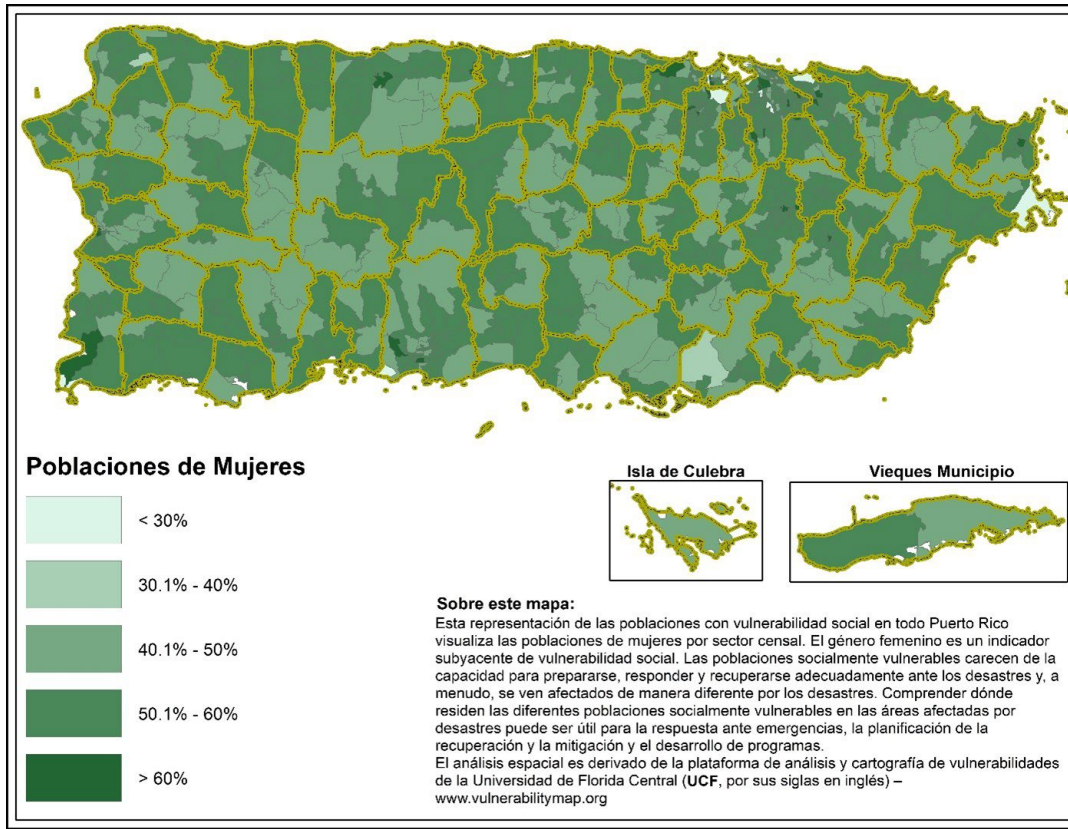 Poblaciones de Mujeres
< 30%
30.1% - 40%
40.1% - 50%
50.1% - 60%
> 60%
Isla de Culebra
Vieques Municipio
Sobre este mapa:
Esta representación de las poblaciones con vulnerabilidad social en todo Puerto Rico
visualiza las poblaciones de mujeres por sector censal. El género femenino es un indicador
subyacente de vulnerabilidad social. Las poblaciones socialmente vulnerables carecen de la
capacidad para prepararse, responder y recuperarse adecuadamente ante los desastres y, a
menudo, se ven afectados de manera diferente por los desastres. Comprender dónde
residen las diferentes poblaciones socialmente vulnerables en las áreas afectadas por
desastres puede ser útil para la respuesta ante emergencias, la planificación de la
recuperación y la mitigación y el desarrollo de programas.
El análisis espacial es derivado de la plataforma de análisis y cartografía de vulnerabilidades
de la Universidad de Florida Central (UCF, por sus siglas en inglés) –
www.vulnerabilitymap.org